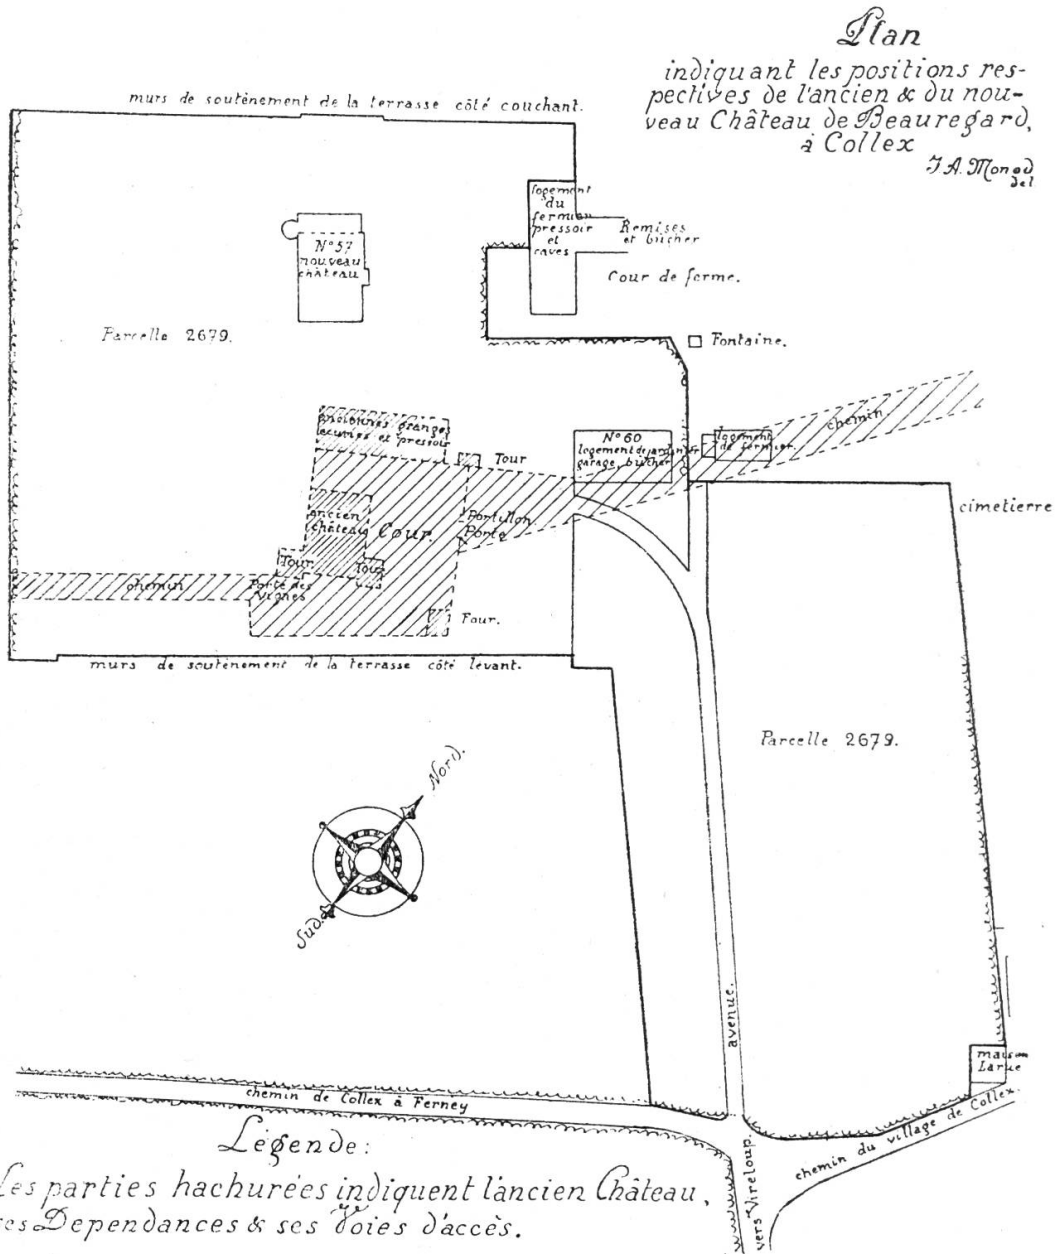 Plan
indiquant les positions res-
pectives de l'ancien & du nou-
veau Château de Beauregard,
à Collex
J.A. Monod
del
murs de soutènement de la terrasse côté couchant.
logement
du
fermier
pressoir
et
caves
Remises
et bûcher
Cour de ferme.
N° 57
nouveau
château
Parcelle 2679.
Fontaine.
chemin
anciennes granges
écuries et pressoir
Tour
N° 60
logement de jardinier
garage, bûcher
logement
de fermier.
cimetierre
ancien
château
Cour.
Portillon.
Porte
Tour
Tour
chemin
Porte des
Vignes
Four.
murs de soutènement de la terrasse côté levant.
Parcelle 2679.
Nord.
Sud.
avenue.
maison
Larue
chemin de Collex à Ferney
chemin du village de Collex
vers Vireloup.
Légende:
Les parties hachurées indiquent l'ancien Château,
ses Dependances & ses voies d'accès.